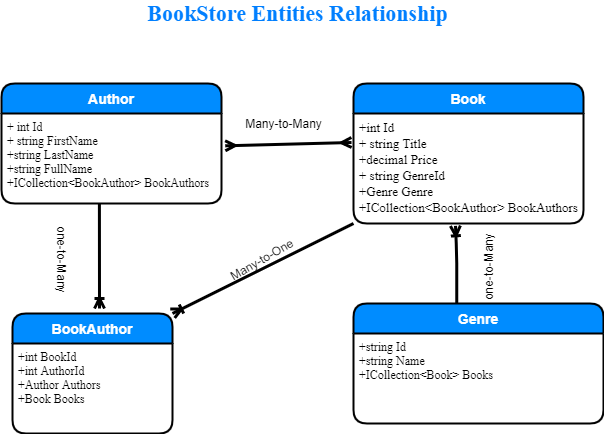 BookStore Entities Relationship
Author
+ int Id
+ string FirstName
+string LastName
+string FullName
+ICollection<BookAuthor> BookAuthors
Many-to-Many
Book
+int Id
+ string Title
+decimal Price
+ string GenreId
+Genre Genre
+ICollection<BookAuthor> BookAuthors
one-to-Many
Many-to-One
one-to-Many
BookAuthor
+int BookId
+int AuthorId
+Author Authors
+Book Books
Genre
+string Id
+string Name
+ICollection<Book> Books